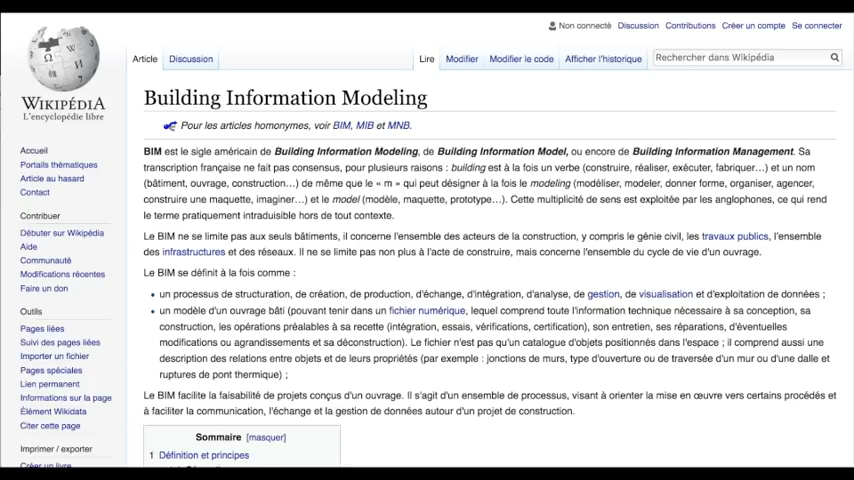 Non connecté Discussion Contributions Créer un compte Se connecter
Article Discussion Lire Modifier Modifier le code Afficher l'historique Rechercher dans Wikipédia
WIKIPÉDIA
L'encyclopédie libre
Accueil
Portails thématiques
Article au hasard
Contact
Contribuer
Débuter sur Wikipédia
Aide
Communauté
Modifications récentes
Faire un don
Outils
Pages liées
Suivi des pages liées
Importer un fichier
Pages spéciales
Lien permanent
Informations sur la page
Élément Wikidata
Citer cette page
Imprimer / exporter
Créer un livre
Building Information Modeling
Pour les articles homonymes, voir BIM, MIB et MNB.
BIM est le sigle américain de Building Information Modeling, de Building Information Model, ou encore de Building Information Management. Sa
transcription française ne fait pas consensus, pour plusieurs raisons : building est à la fois un verbe (construire, réaliser, exécuter, fabriquer…) et un nom
(bâtiment, ouvrage, construction…) de même que le « m » qui peut désigner à la fois le modeling (modéliser, modeler, donner forme, organiser, agencer,
construire une maquette, imaginer…) et le model (modèle, maquette, prototype…). Cette multiplicité de sens est exploitée par les anglophones, ce qui rend
le terme pratiquement intraduisible hors de tout contexte.
Le BIM ne se limite pas aux seuls bâtiments, il concerne l'ensemble des acteurs de la construction, y compris le génie civil, les travaux publics, l'ensemble
des infrastructures et des réseaux. Il ne se limite pas non plus à l'acte de construire, mais concerne l'ensemble du cycle de vie d'un ouvrage.
Le BIM se définit à la fois comme :
• un processus de structuration, de création, de production, d'échange, d'intégration, d'analyse, de gestion, de visualisation et d'exploitation de données ;
• un modèle d'un ouvrage bâti (pouvant tenir dans un fichier numérique, lequel comprend toute l'information technique nécessaire à sa conception, sa
construction, les opérations préalables à sa recette (intégration, essais, vérifications, certification), son entretien, ses réparations, d'éventuelles
modifications ou agrandissements et sa déconstruction). Le fichier n'est pas qu'un catalogue d'objets positionnés dans l'espace ; il comprend aussi une
description des relations entre objets et de leurs propriétés (par exemple : jonctions de murs, type d'ouverture ou de traversée d'un mur ou d'une dalle et
ruptures de pont thermique) ;
Le BIM facilite la faisabilité de projets conçus d'un ouvrage. Il s'agit d'un ensemble de processus, visant à orienter la mise en œuvre vers certains procédés et
à faciliter la communication, l'échange et la gestion de données autour d'un projet de construction.
Sommaire [masquer]
1 Définition et principes